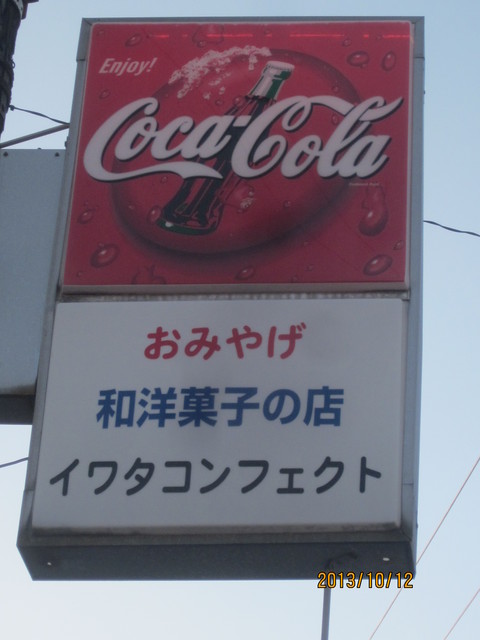 Enjoy!
Coca-Cola
おみやげ
和洋菓子の店
イワタコンフェクト
2013/10/12